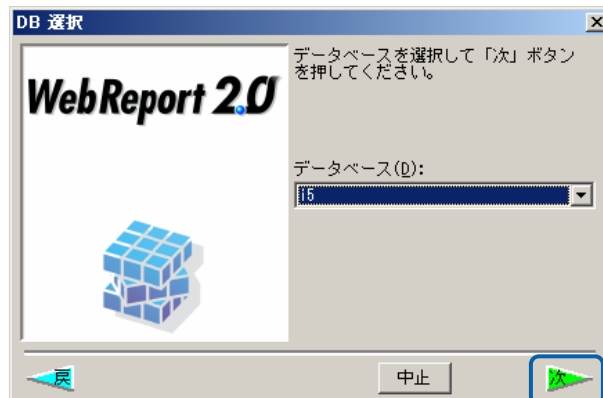 DB 選択
WebReport 2.0
データベースを選択して「次」ボタン
を押してください。
データベース(D):
i5
戻
中止
次